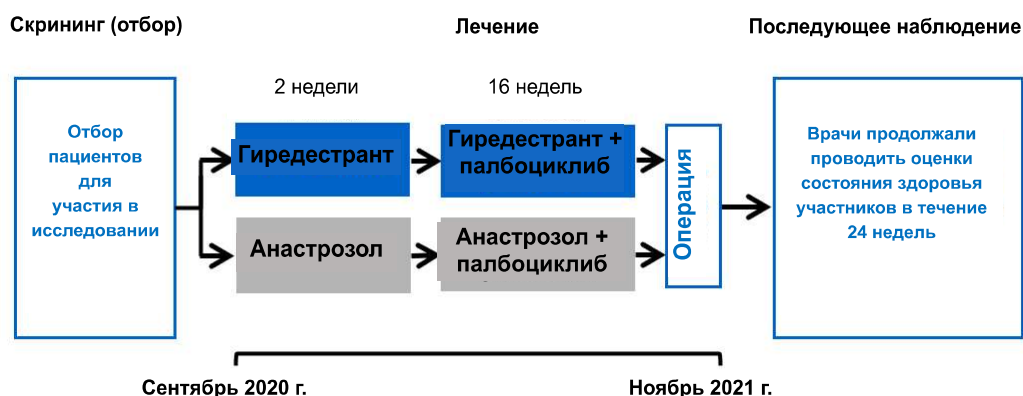 Скрининг (отбор)
Лечение
Последующее наблюдение
2 недели
16 недель
Отбор
пациентов
для
участия в
исследовании
Гиредестрант
Гиредестрант +
палбоциклиб
Анастрозол
Анастрозол +
палбоциклиб
Операция
Врачи продолжали
проводить оценки
состояния здоровья
участников в течение
24 недель
Сентябрь 2020 г.
Ноябрь 2021 г.